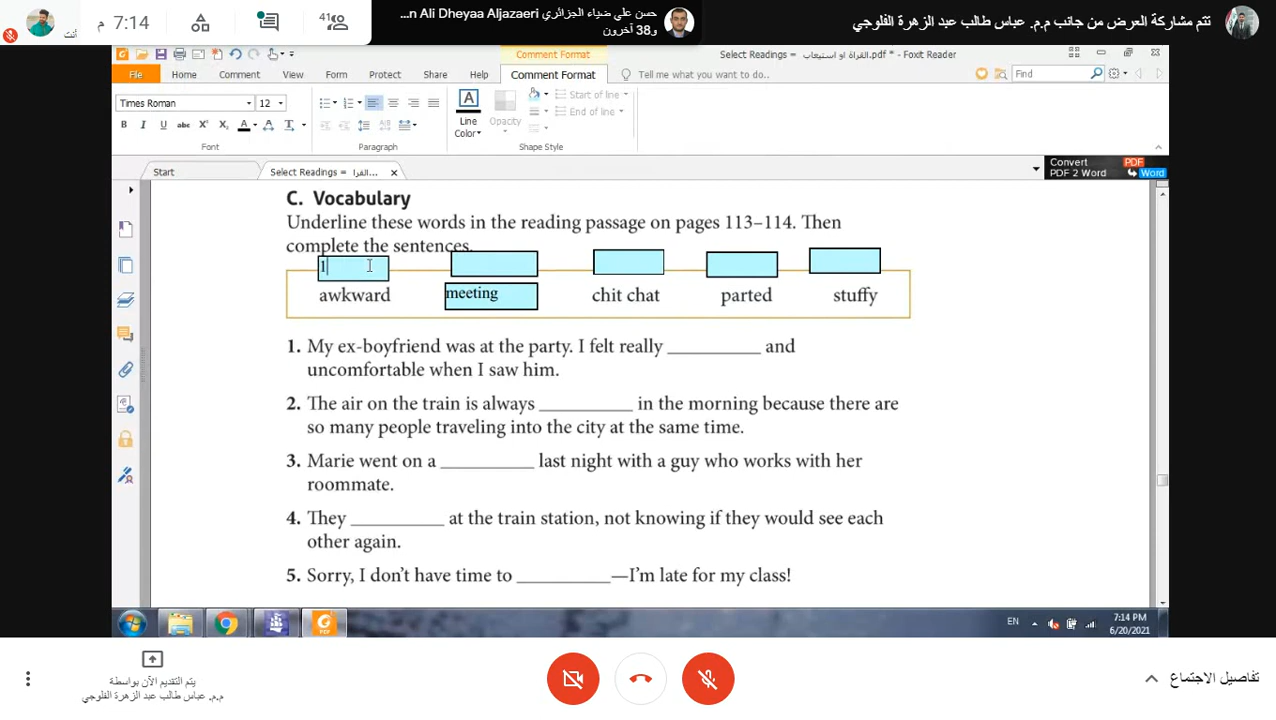 7:14 م
41
أنت
حسن علي ضياء الجزائري n Ali Dheyaa Aljazaeri...
و38 آخرون
تتم مشاركة العرض من جانب م.م. عباس طالب عبد الزهرة الفلوجي
Comment Format
Select Readings = القراة او استيعاب.pdf * - Foxit Reader
File Home Comment View Form Protect Share Help Comment Format Tell me what you want to do.. Find
Times Roman 12
B I U abc X² X₂ A A T
Line Color
Opacity
Start of line
End of line
Font Paragraph Shape Style
Start
Select Readings = القرا...
Convert PDF
PDF 2 Word Word
C. Vocabulary
Underline these words in the reading passage on pages 113–114. Then
complete the sentences.
1
awkward meeting chit chat parted stuffy
1. My ex-boyfriend was at the party. I felt really __________ and
uncomfortable when I saw him.
2. The air on the train is always __________ in the morning because there are
so many people traveling into the city at the same time.
3. Marie went on a __________ last night with a guy who works with her
roommate.
4. They __________ at the train station, not knowing if they would see each
other again.
5. Sorry, I don't have time to __________—I'm late for my class!
EN
7:14 PM
6/20/2021
يتم التقديم الآن بواسطة
م.م. عباس طالب عبد الزهرة الفلوجي
تفاصيل الاجتماع